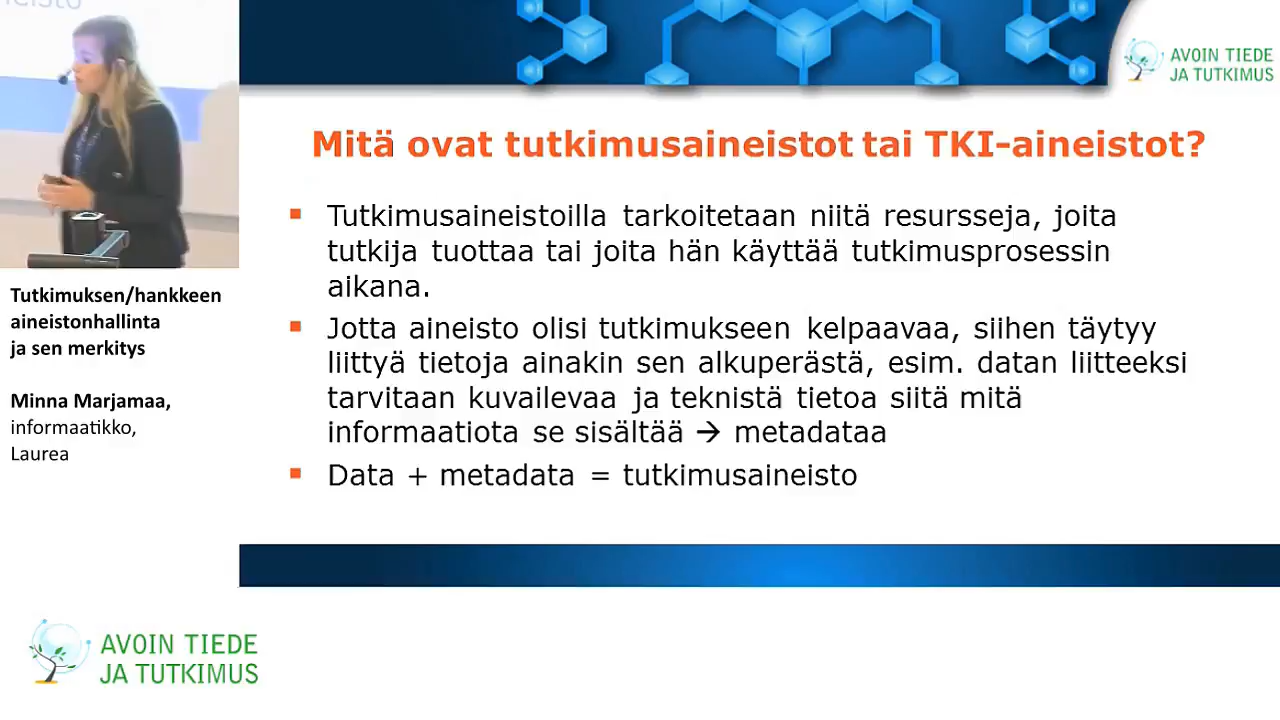 neisto
AVOIN TIEDE
JA TUTKIMUS
Mitä ovat tutkimusaineistot tai TKI-aineistot?
▪ Tutkimusaineistoilla tarkoitetaan niitä resursseja, joita
tutkija tuottaa tai joita hän käyttää tutkimusprosessin
aikana.
▪ Jotta aineisto olisi tutkimukseen kelpaavaa, siihen täytyy
liittyä tietoja ainakin sen alkuperästä, esim. datan liitteeksi
tarvitaan kuvailevaa ja teknistä tietoa siitä mitä
informaatiota se sisältää → metadataa
▪ Data + metadata = tutkimusaineisto
Tutkimuksen/hankkeen
aineistonhallinta
ja sen merkitys
Minna Marjamaa,
informaatikko,
Laurea
AVOIN TIEDE
JA TUTKIMUS